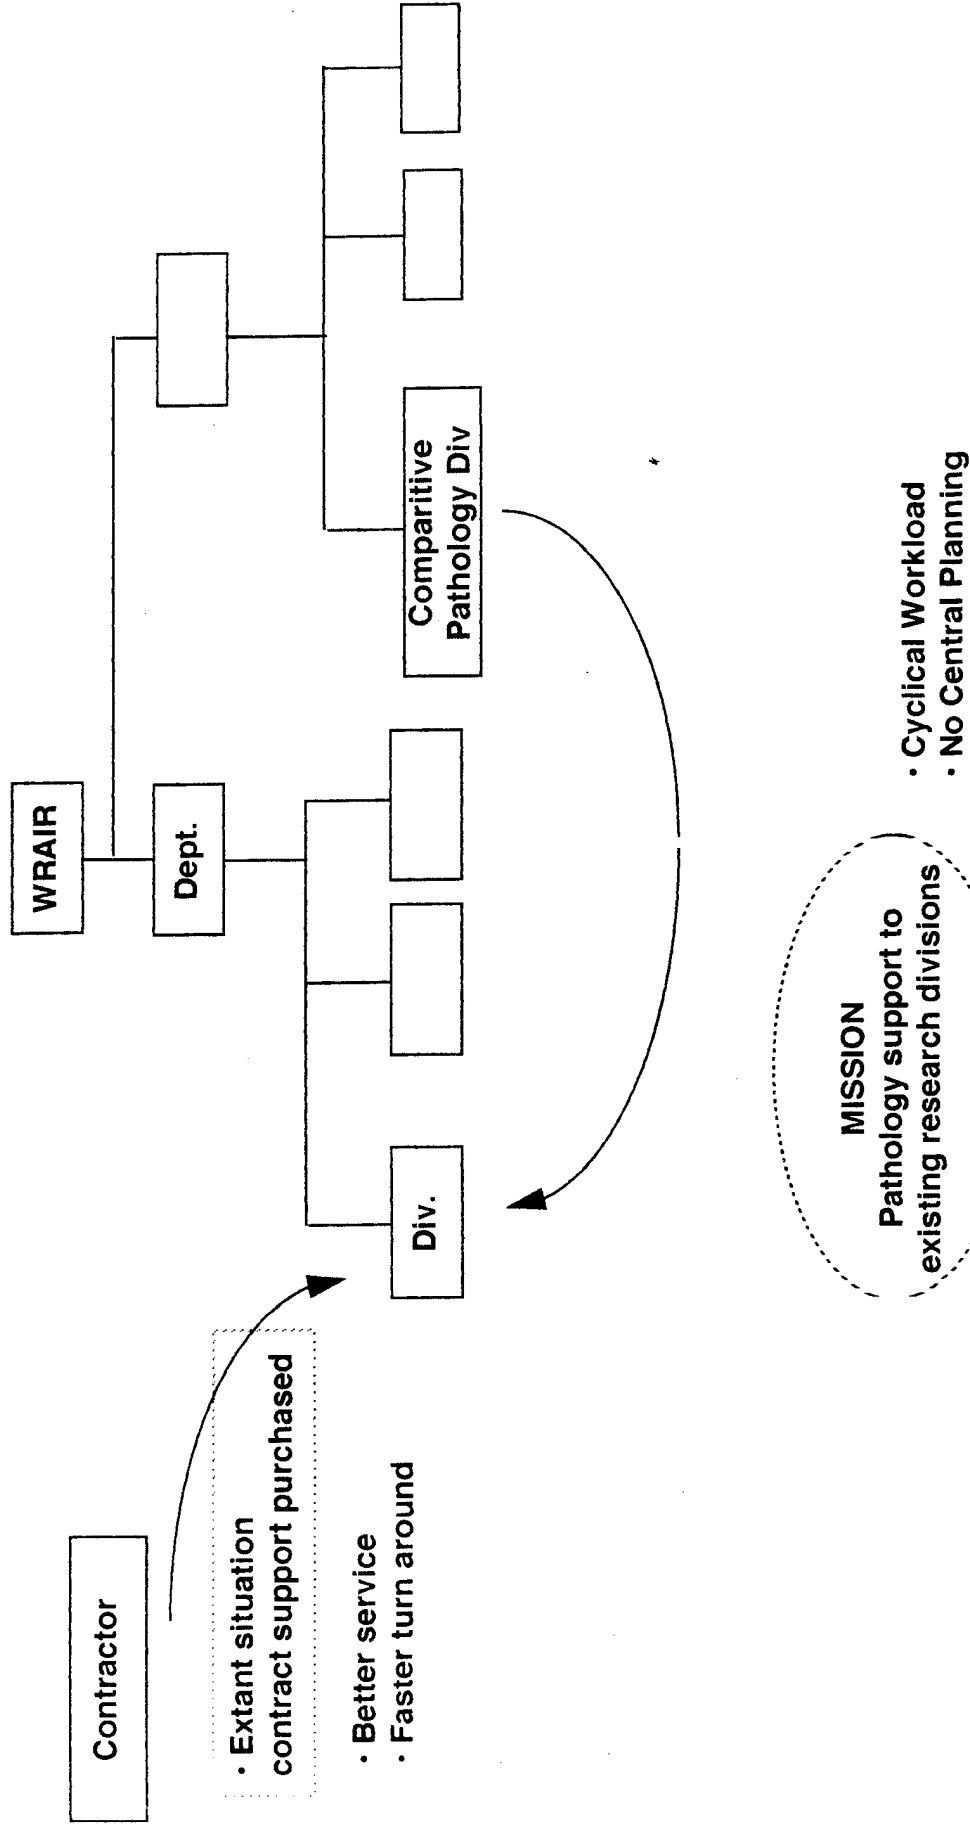 WRAIR
Contractor
Dept.
Div.
Comparitive
Pathology Div
• Extant situation
contract support purchased
• Better service
• Faster turn around
MISSION
Pathology support to
existing research divisions
• Cyclical Workload
• No Central Planning